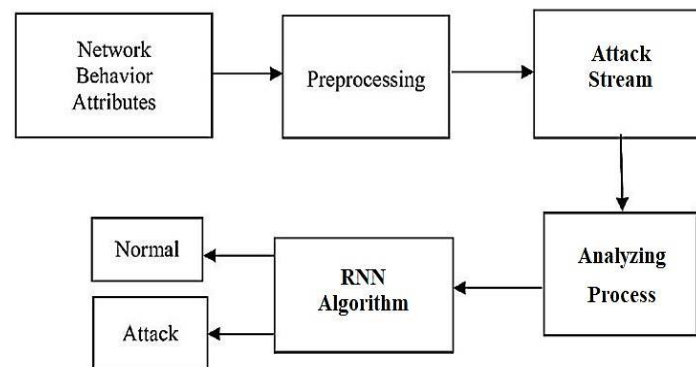 Network
Behavior
Attributes
Preprocessing
Attack
Stream
Analyzing
Process
RNN
Algorithm
Normal
Attack